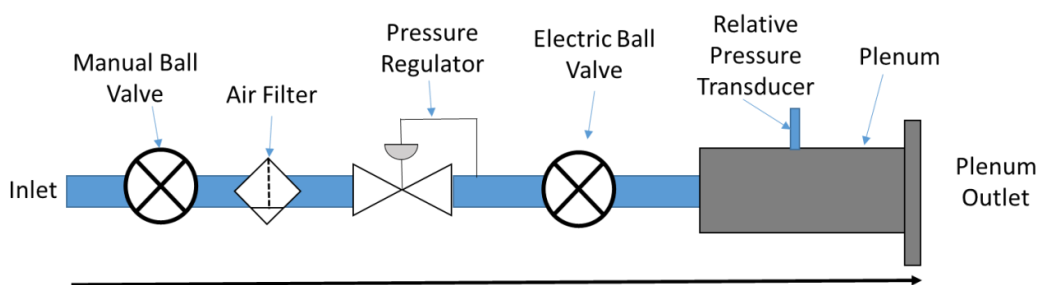 Inlet
Manual Ball
Valve
Air Filter
Pressure
Regulator
Electric Ball
Valve
Relative
Pressure
Transducer
Plenum
Plenum
Outlet